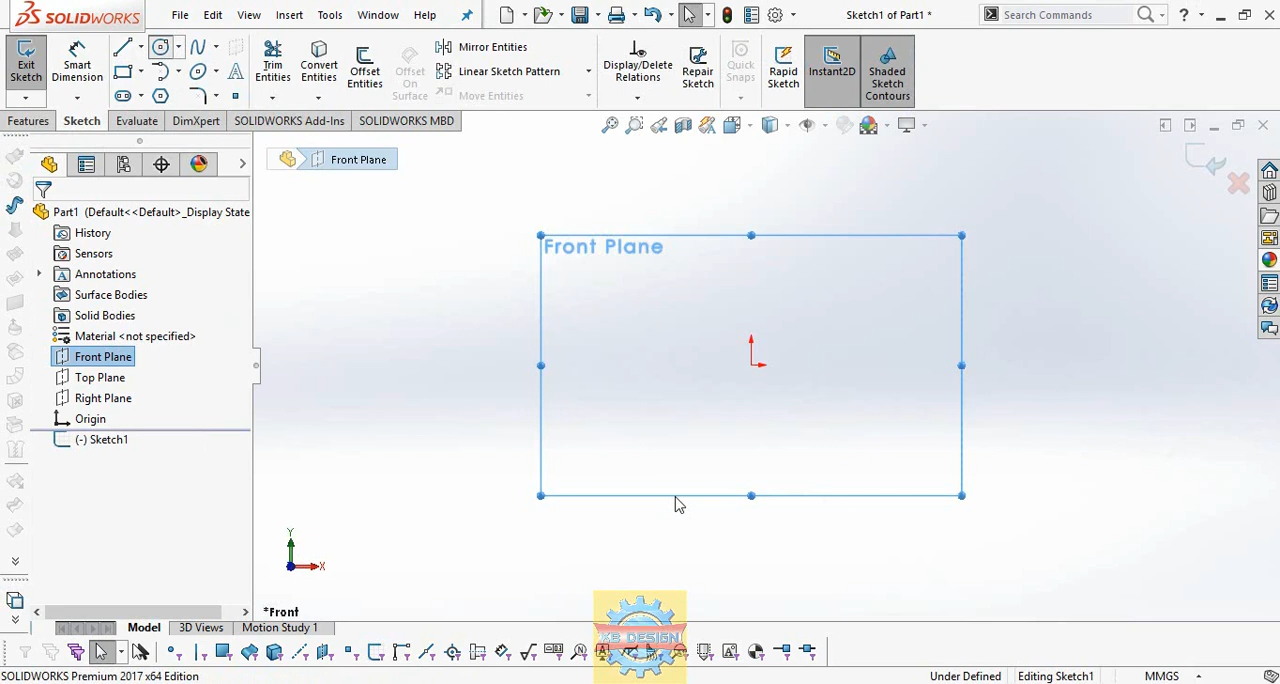 SOLIDWORKS
File Edit View Insert Tools Window Help
Sketch1 of Part1 *
Search Commands
Exit Sketch
Smart Dimension
Trim Entities
Convert Entities
Offset Entities
Offset On Surface
Mirror Entities
Linear Sketch Pattern
Move Entities
Display/Delete Relations
Repair Sketch
Quick Snaps
Rapid Sketch
Instant2D
Shaded Sketch Contours
Features Sketch Evaluate DimXpert SOLIDWORKS Add-Ins SOLIDWORKS MBD
Front Plane
Part1 (Default<<Default>_Display State
History
Sensors
Annotations
Surface Bodies
Solid Bodies
Material <not specified>
Front Plane
Top Plane
Right Plane
Origin
(-) Sketch1
Front Plane
Y
X
*Front
Model 3D Views Motion Study 1
XB DESIGN
SOLIDWORKS Premium 2017 x64 Edition
Under Defined Editing Sketch1 MMGS